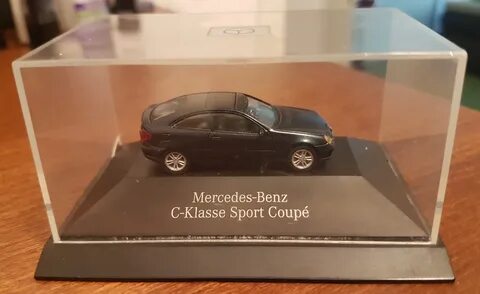 Mercedes-Benz
C-Klasse Sport Coupé